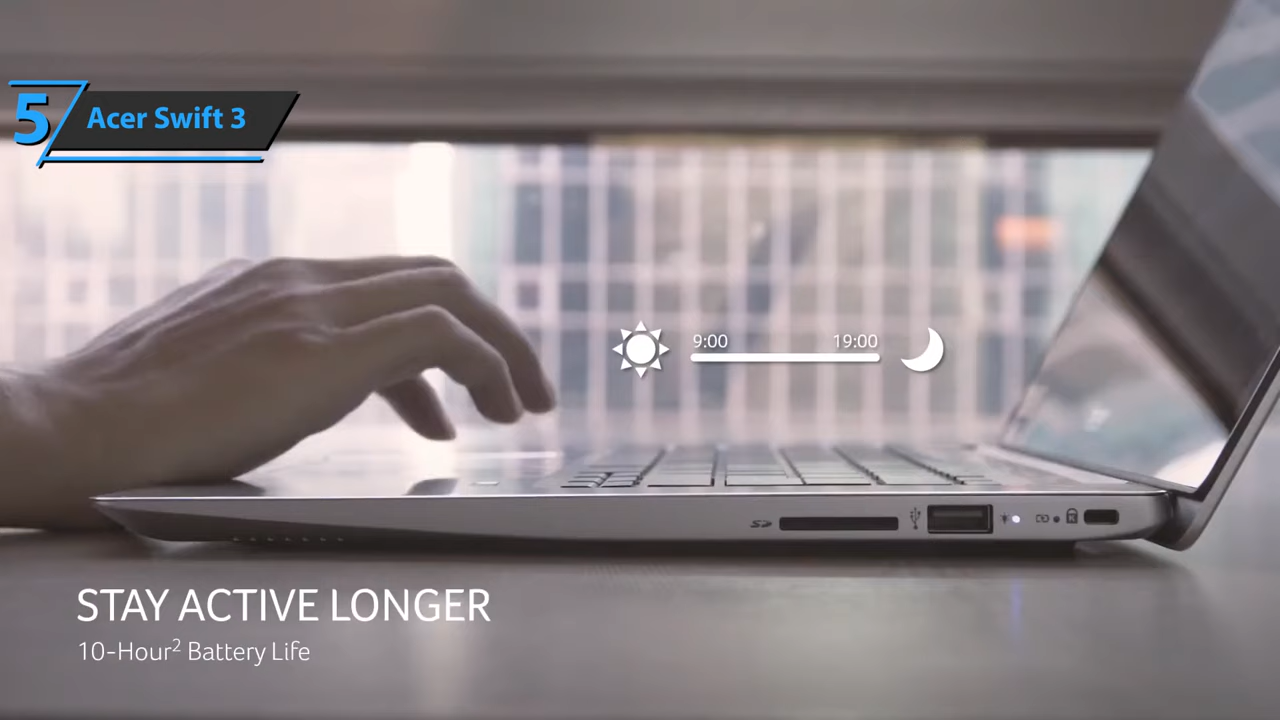 5
Acer Swift 3
9:00 19:00
STAY ACTIVE LONGER
10-Hour² Battery Life